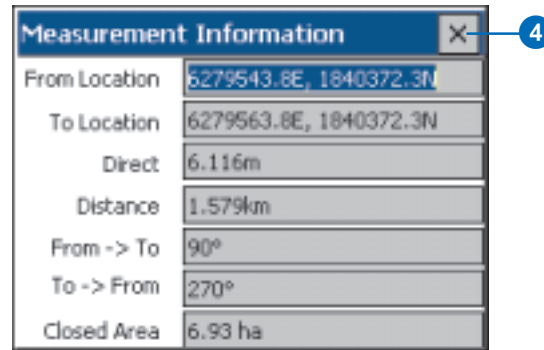 Measurement Information
4
From Location 6279543.8E, 1840372.3N
To Location 6279563.8E, 1840372.3N
Direct 6.116m
Distance 1.579km
From -> To 90°
To -> From 270°
Closed Area 6.93 ha